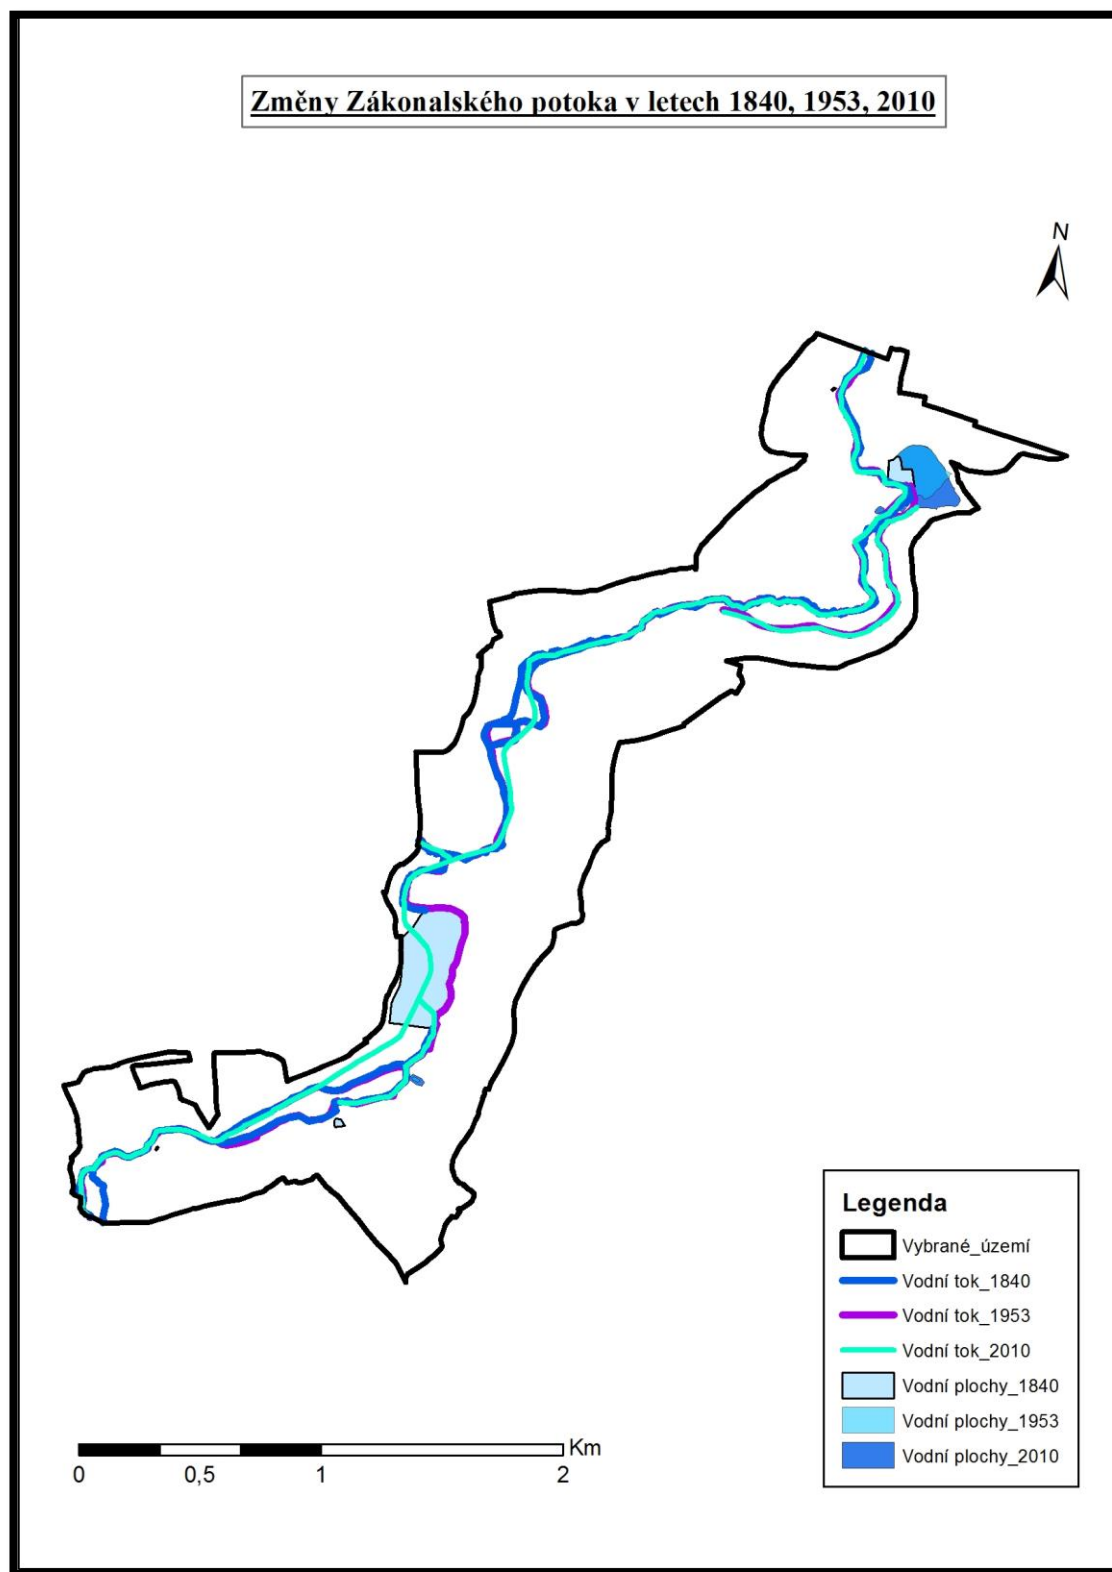 Změny Zákonalského potoka v letech 1840, 1953, 2010
N
Legenda
Vybrané_území
Vodní tok_1840
Vodní tok_1953
Vodní tok_2010
Vodní plochy_1840
Vodní plochy_1953
Vodní plochy_2010
Km
0 0,5 1 2